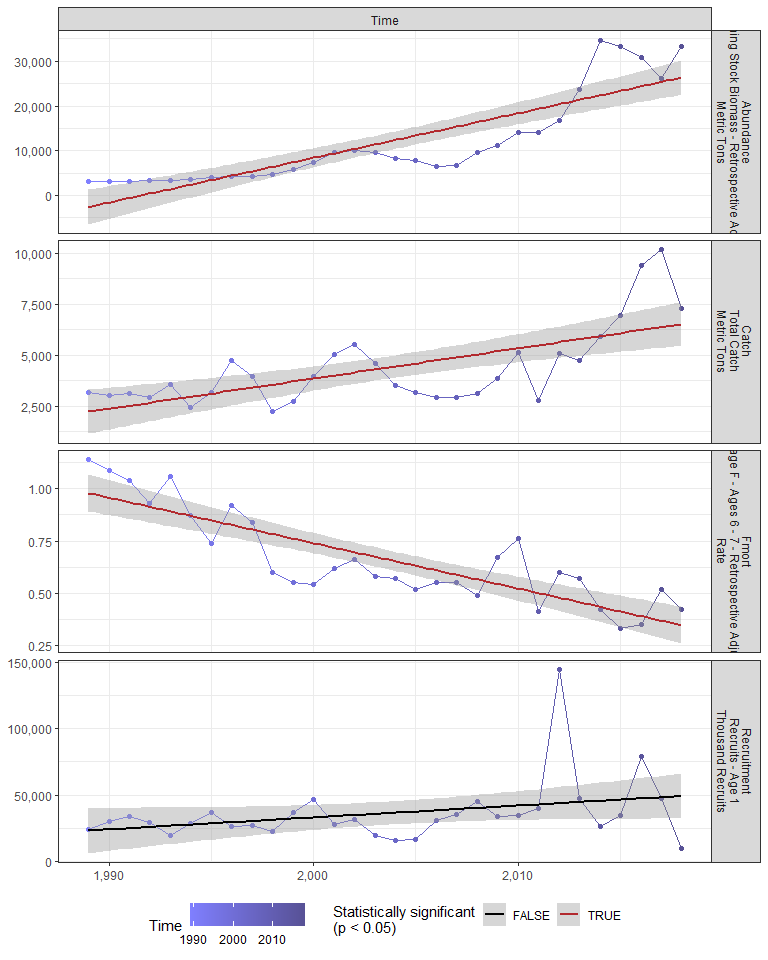 Time
30,000
20,000
10,000
0
Abundance
ing Stock Biomass - Retrospective
Metric Tons
10,000
7,500
5,000
2,500
Catch
Total Catch
Metric Tons
1.00
0.75
0.50
0.25
Fmort
age F - Ages 6 - 7 - Retrospective Adj
Rate
150,000
100,000
50,000
0
Recruitment
Recruits - Age 1
Thousand Recruits
1,990
2,000
2,010
Time
1990 2000 2010
Statistically significant
(p < 0.05)
FALSE
TRUE